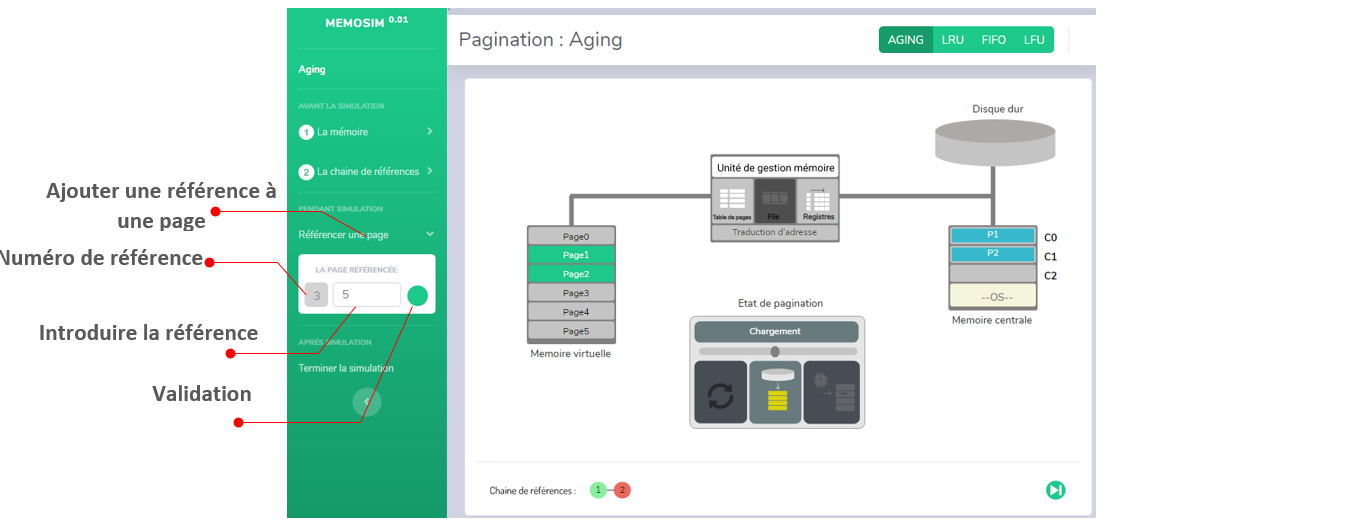 MEMOSIM 0.01
Aging
AVANT LA SIMULATION
1 La mémoire
2 La chaine de références
PENDANT SIMULATION
Référencer une page
LA PAGE RÉFÉRENCÉE:
3 5
APRÉS SIMULATION
Terminer la simulation
Ajouter une référence à
une page
Numéro de référence
Introduire la référence
Validation
Pagination : Aging
AGING LRU FIFO LFU
Disque dur
Unité de gestion mémoire
Table de pages File Registres
Traduction d'adresse
Page0
Page1
Page2
Page3
Page4
Page5
Memoire virtuelle
P1 C0
P2 C1
C2
--OS--
Memoire centrale
Etat de pagination
Chargement
Chaine de références : 1 2